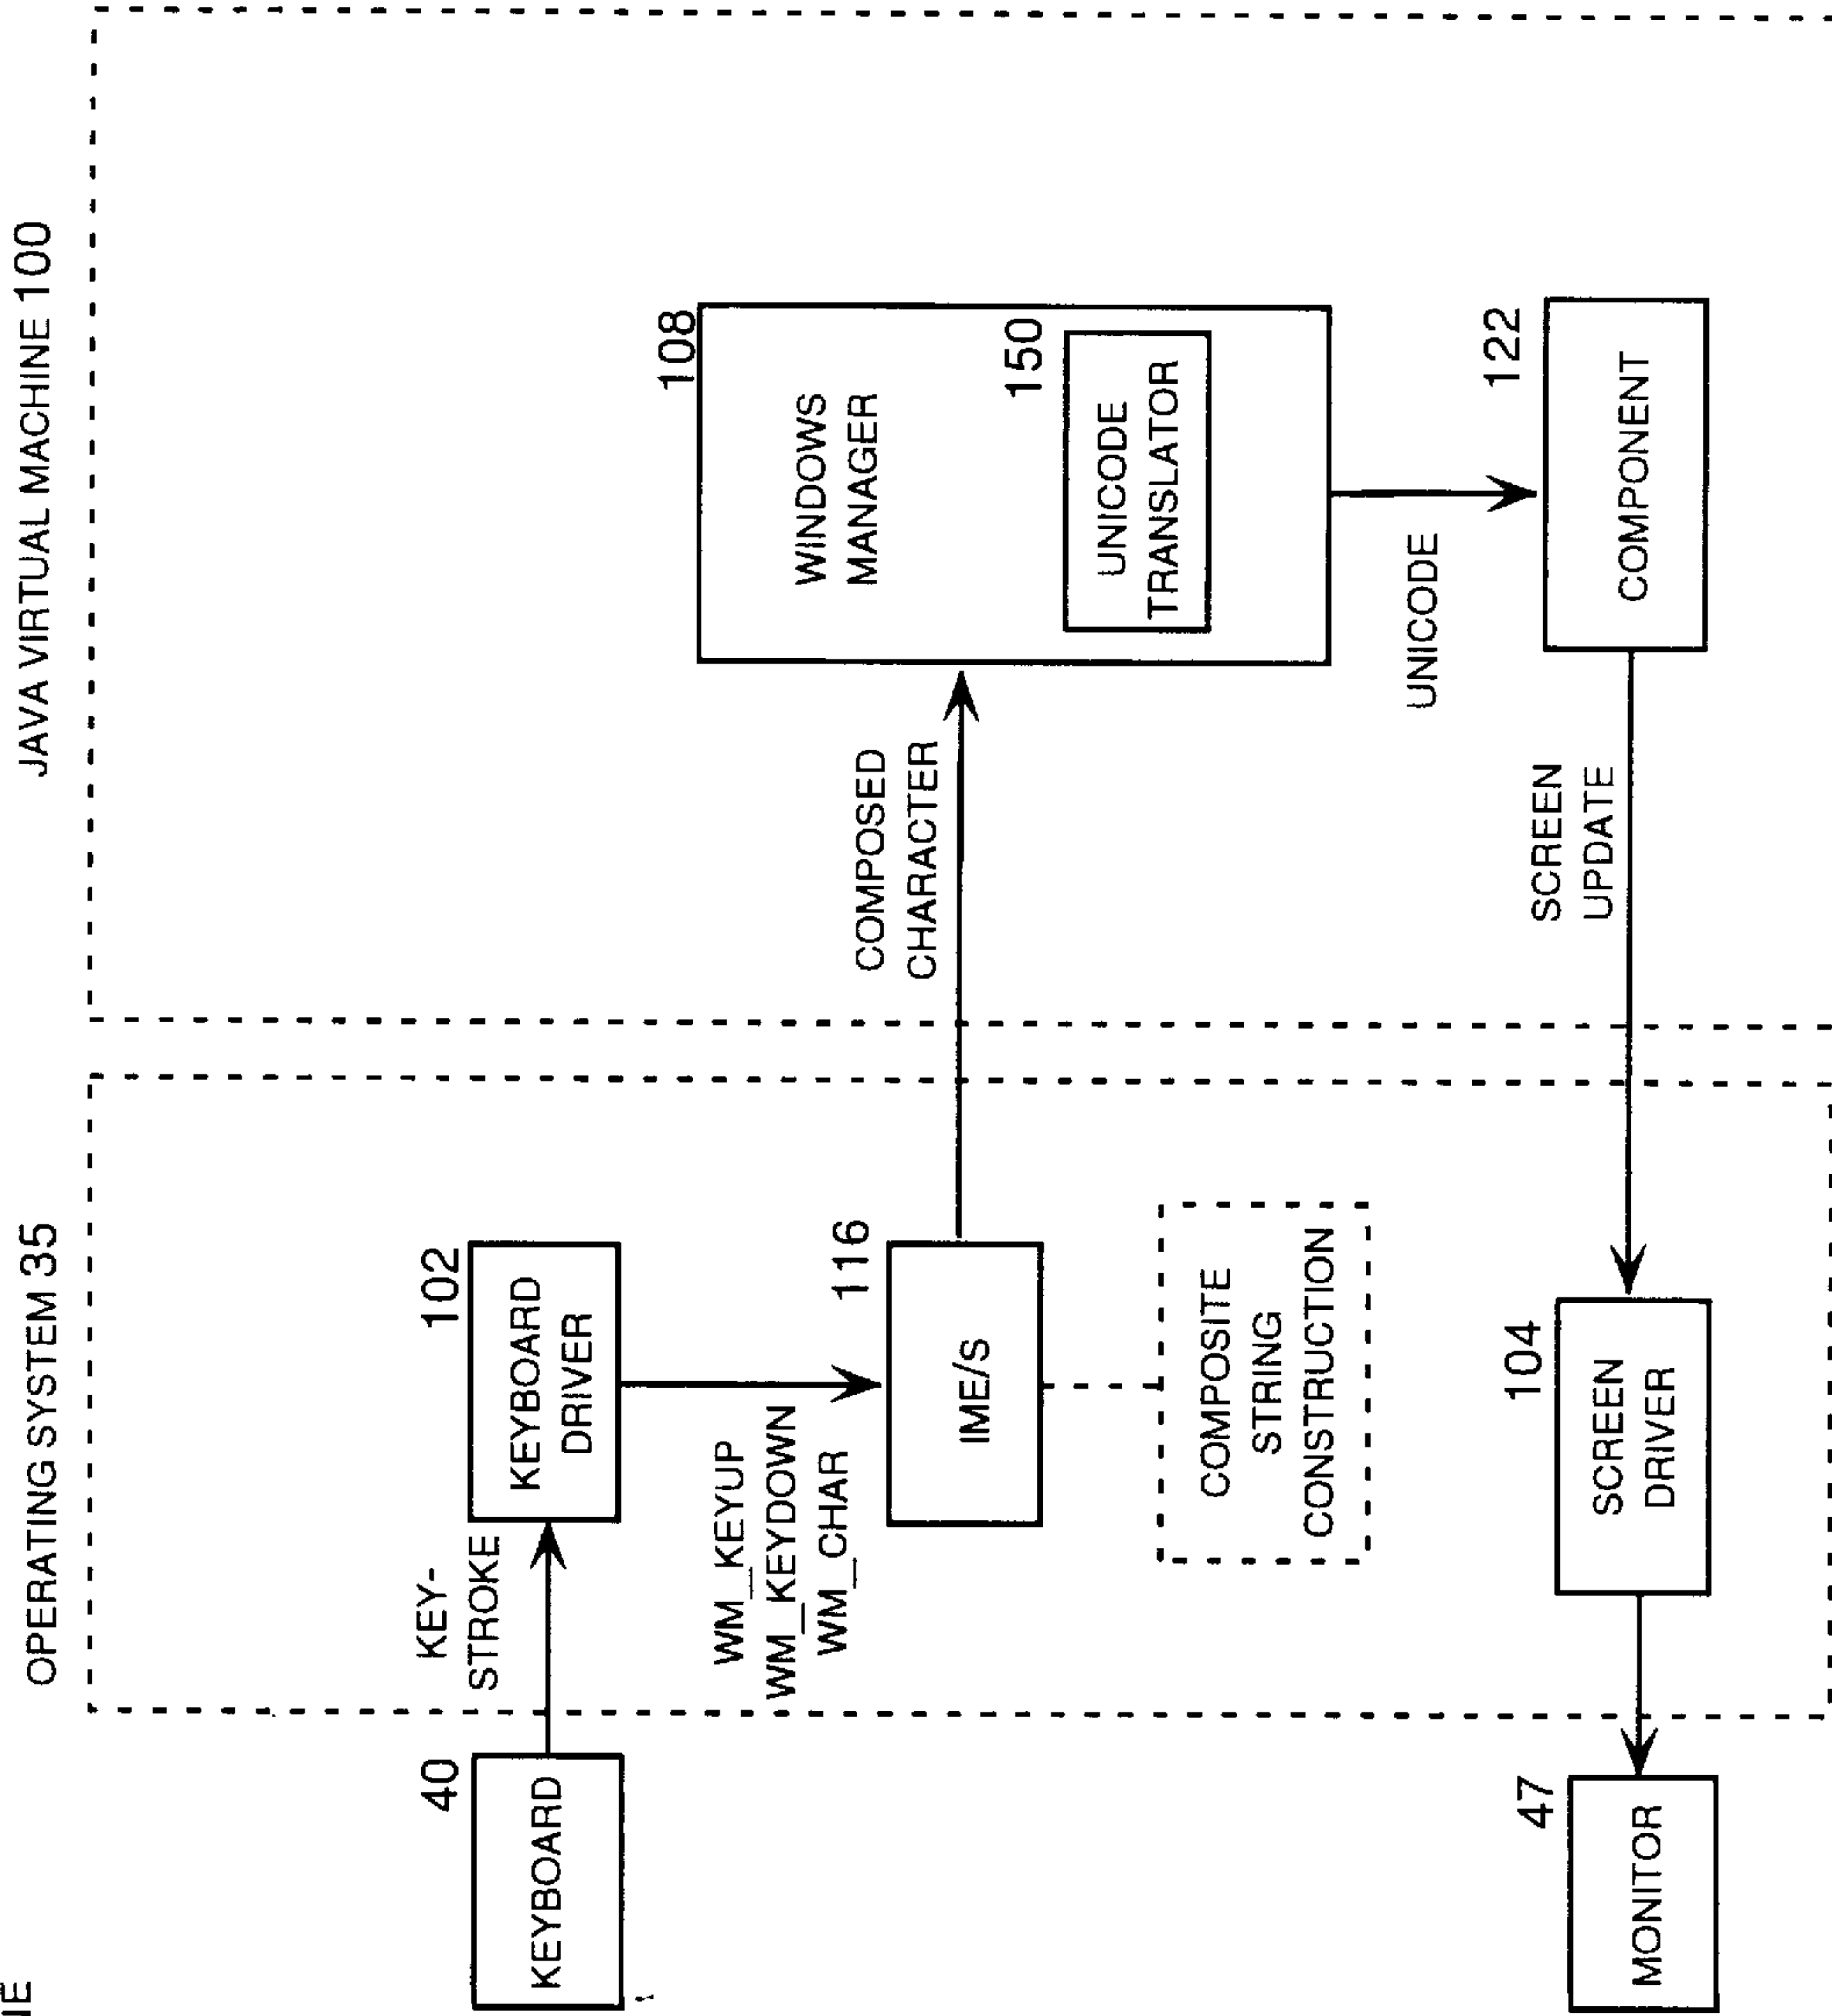 OPERATING SYSTEM 35
JAVA VIRTUAL MACHINE 100
40
KEYBOARD
KEY-
STROKE
102
KEYBOARD
DRIVER
WM_KEYUP
WM_KEYDOWN
WM_CHAR
116
IME/S
COMPOSED
CHARACTER
108
WINDOWS
MANAGER
150
UNICODE
TRANSLATOR
COMPOSITE
STRING
CONSTRUCTION
UNICODE
47
MONITOR
104
SCREEN
DRIVER
SCREEN
UPDATE
122
COMPONENT